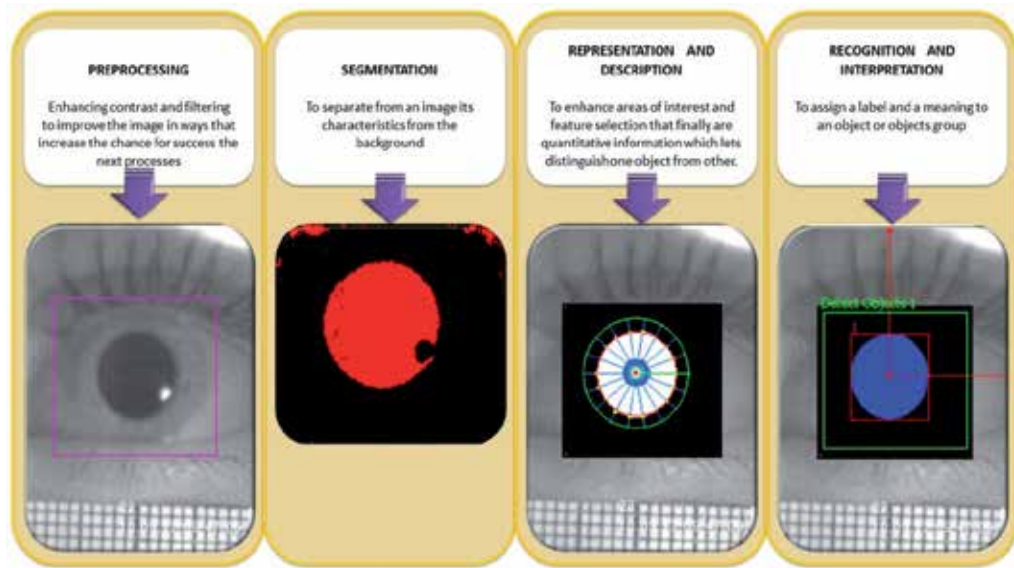 PREPROCESSING
Enhancing contrast and filtering
to improve the image in ways that
increase the chance for success the
next processes
SEGMENTATION
To separate from an image its
characteristics from the
background
REPRESENTATION AND
DESCRIPTION
To enhance areas of interest and
feature selection that finally are
quantitative information which lets
distinguish one object from other.
RECOGNITION AND
INTERPRETATION
To assign a label and a meaning to
an object or objects group
Detect Objects 1
1